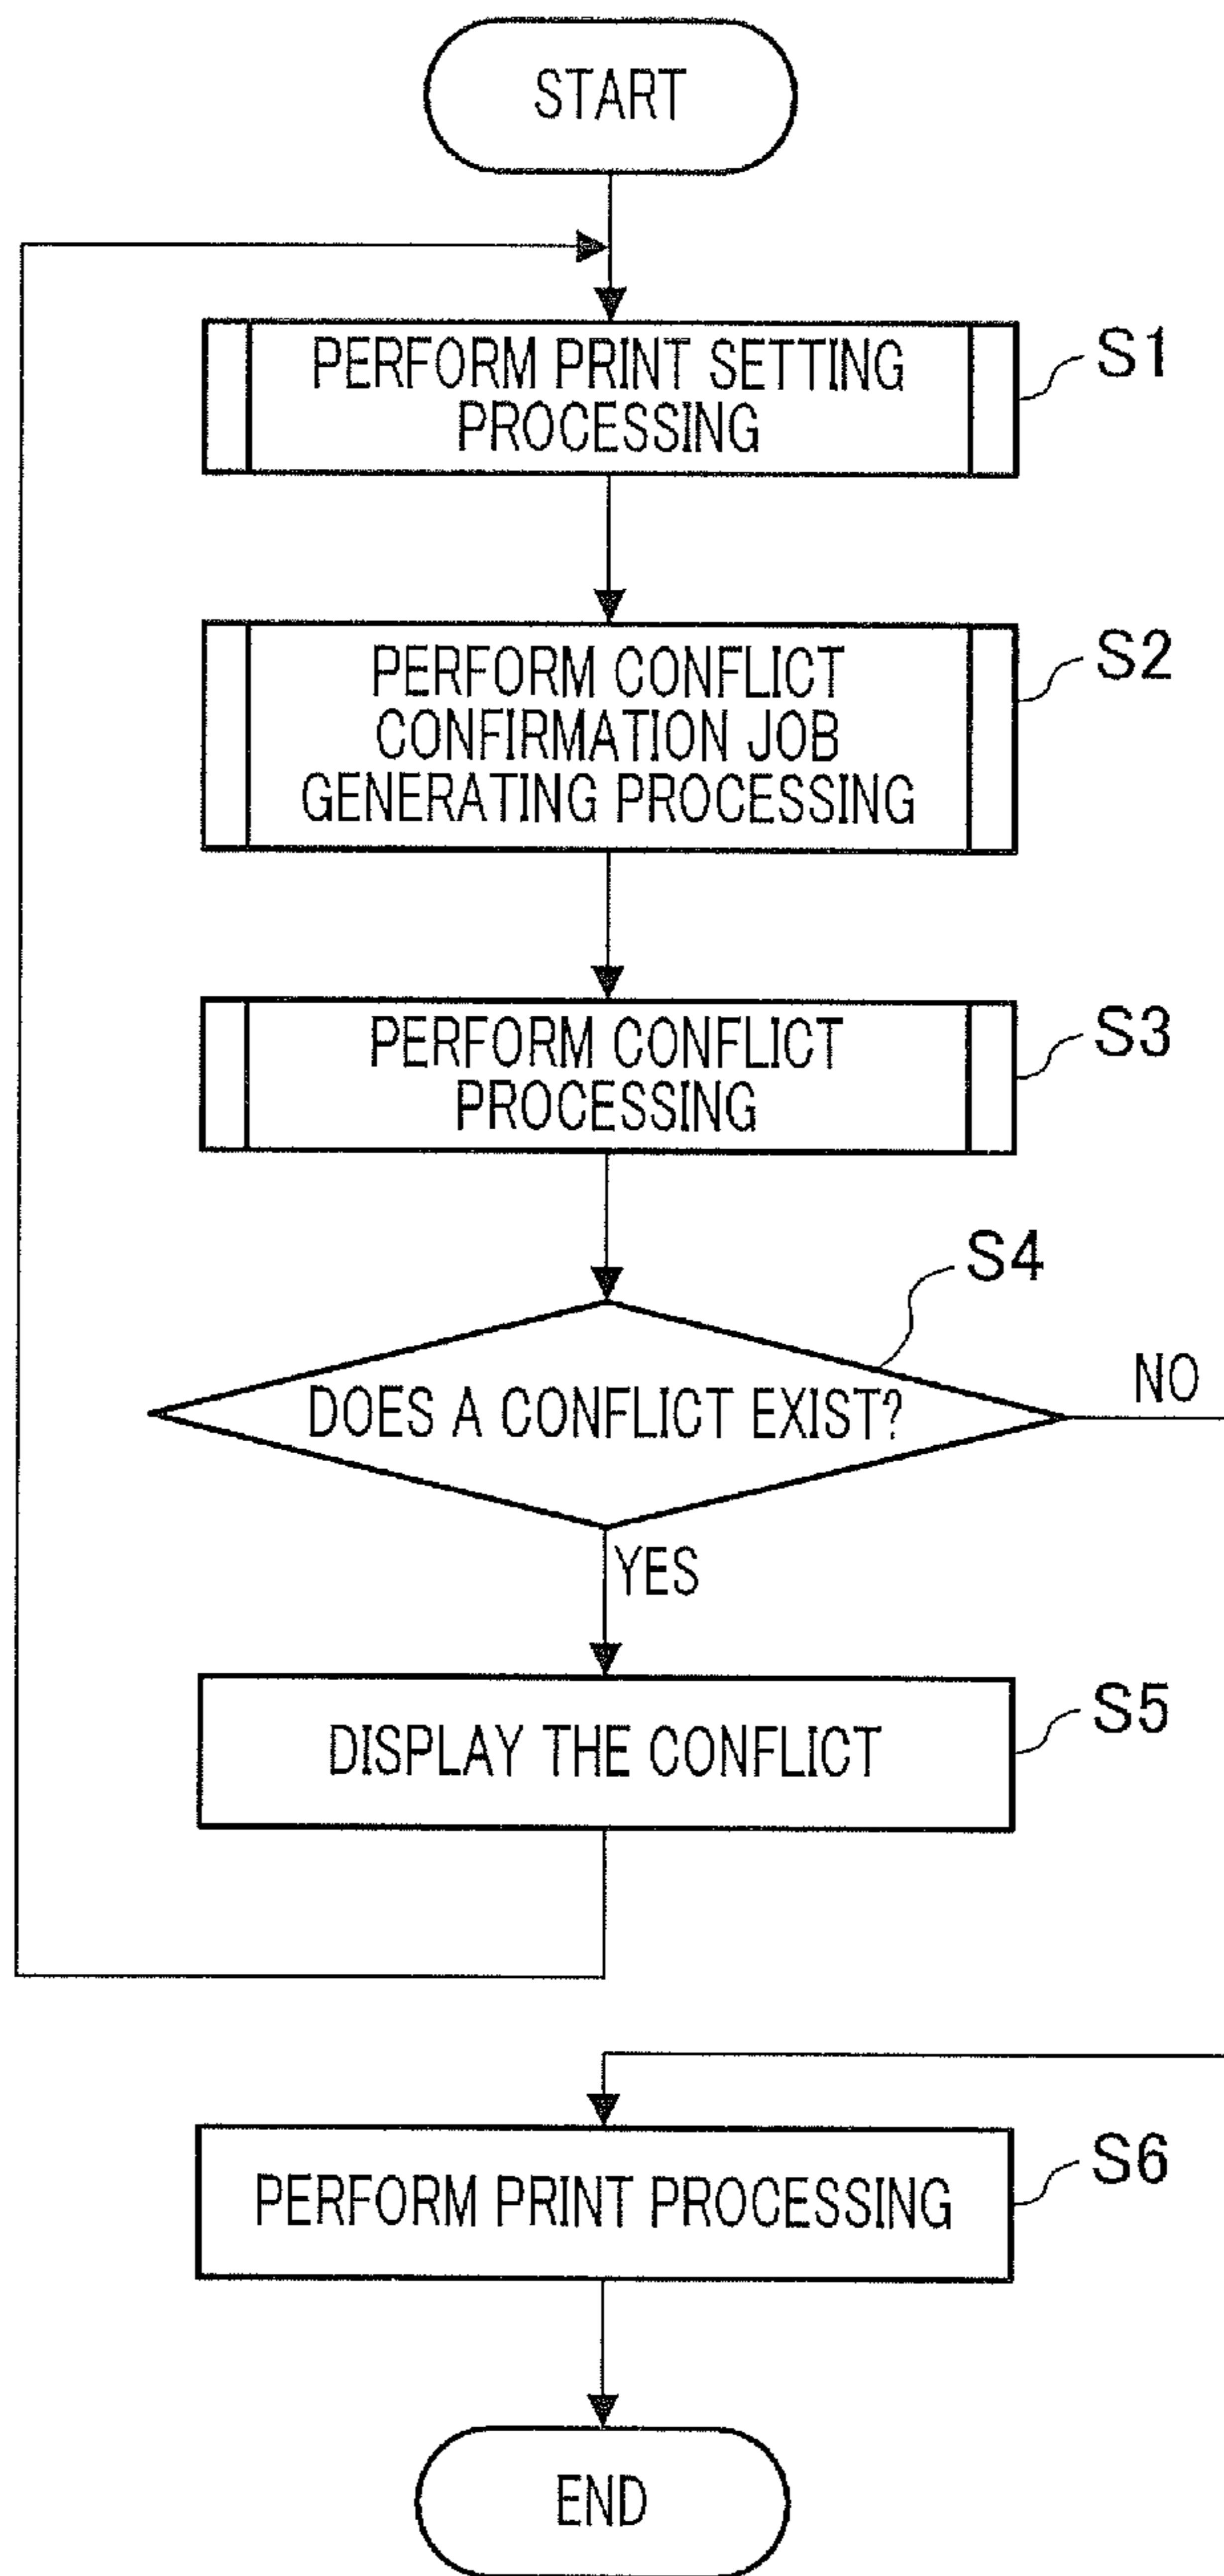 START
PERFORM PRINT SETTING
PROCESSING
S1
PERFORM CONFLICT
CONFIRMATION JOB
GENERATING PROCESSING
S2
PERFORM CONFLICT
PROCESSING
S3
S4
DOES A CONFLICT EXIST?
NO
YES
DISPLAY THE CONFLICT
S5
PERFORM PRINT PROCESSING
S6
END